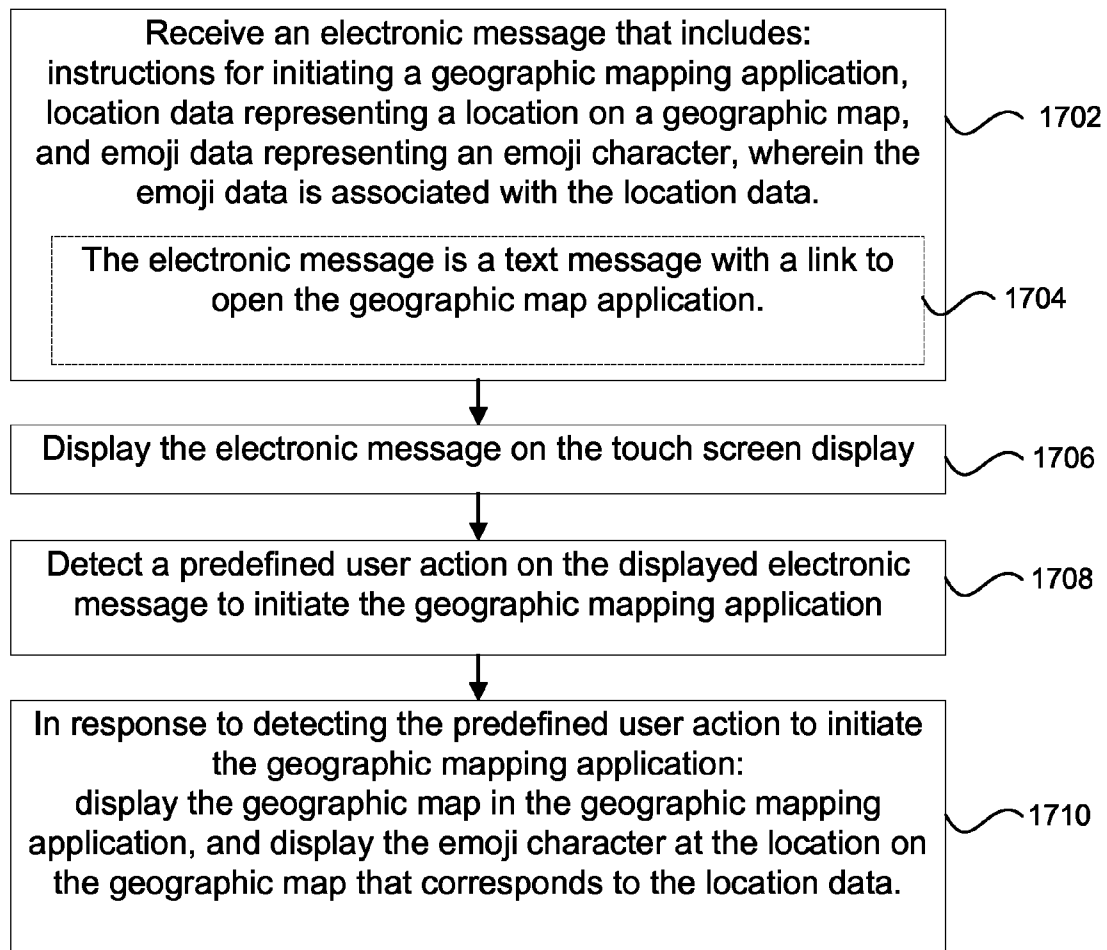 Receive an electronic message that includes:
instructions for initiating a geographic mapping application,
location data representing a location on a geographic map,
and emoji data representing an emoji character, wherein the
emoji data is associated with the location data.
1702
The electronic message is a text message with a link to
open the geographic map application.
1704
Display the electronic message on the touch screen display
1706
Detect a predefined user action on the displayed electronic
message to initiate the geographic mapping application
1708
In response to detecting the predefined user action to initiate
the geographic mapping application:
display the geographic map in the geographic mapping
application, and display the emoji character at the location on
the geographic map that corresponds to the location data.
1710